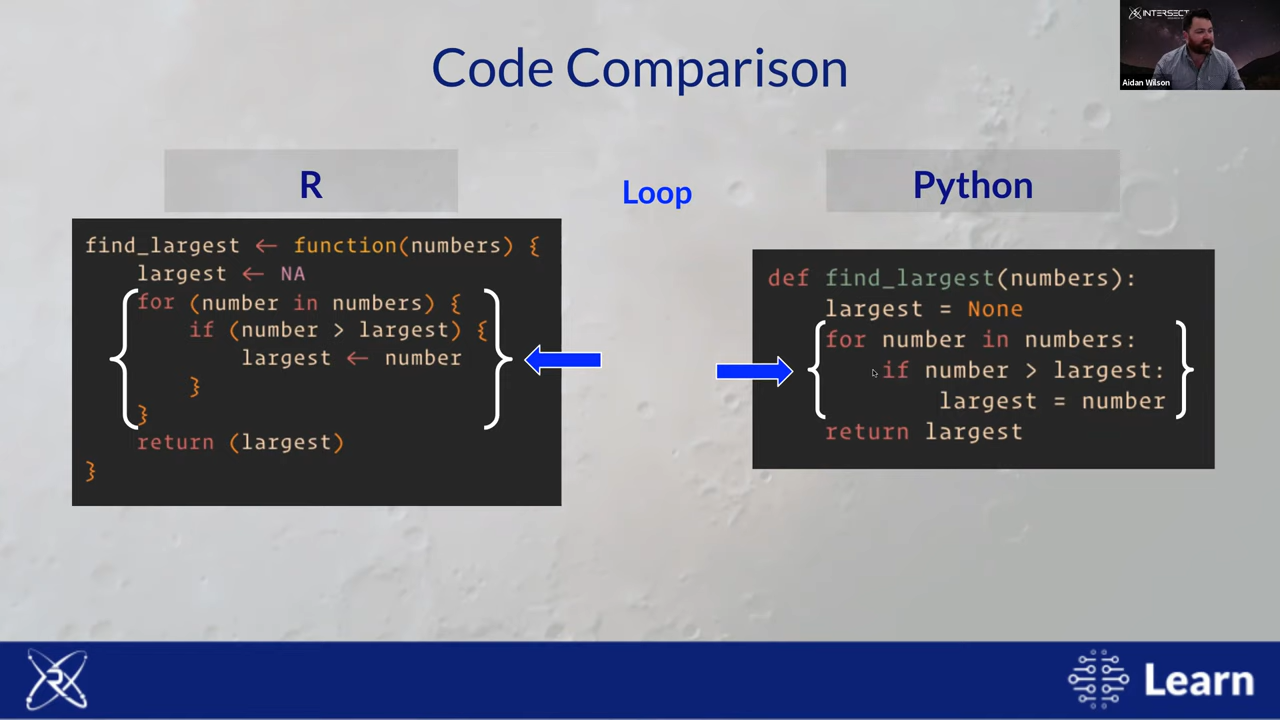 INTERSECT
Aidan Wilson
Code Comparison
R
Loop
Python
find_largest ← function(numbers) {
    largest ← NA
    for (number in numbers) {
        if (number > largest) {
            largest ← number
        }
    }
    return (largest)
}
def find_largest(numbers):
    largest = None
    for number in numbers:
        if number > largest:
            largest = number
    return largest
Learn